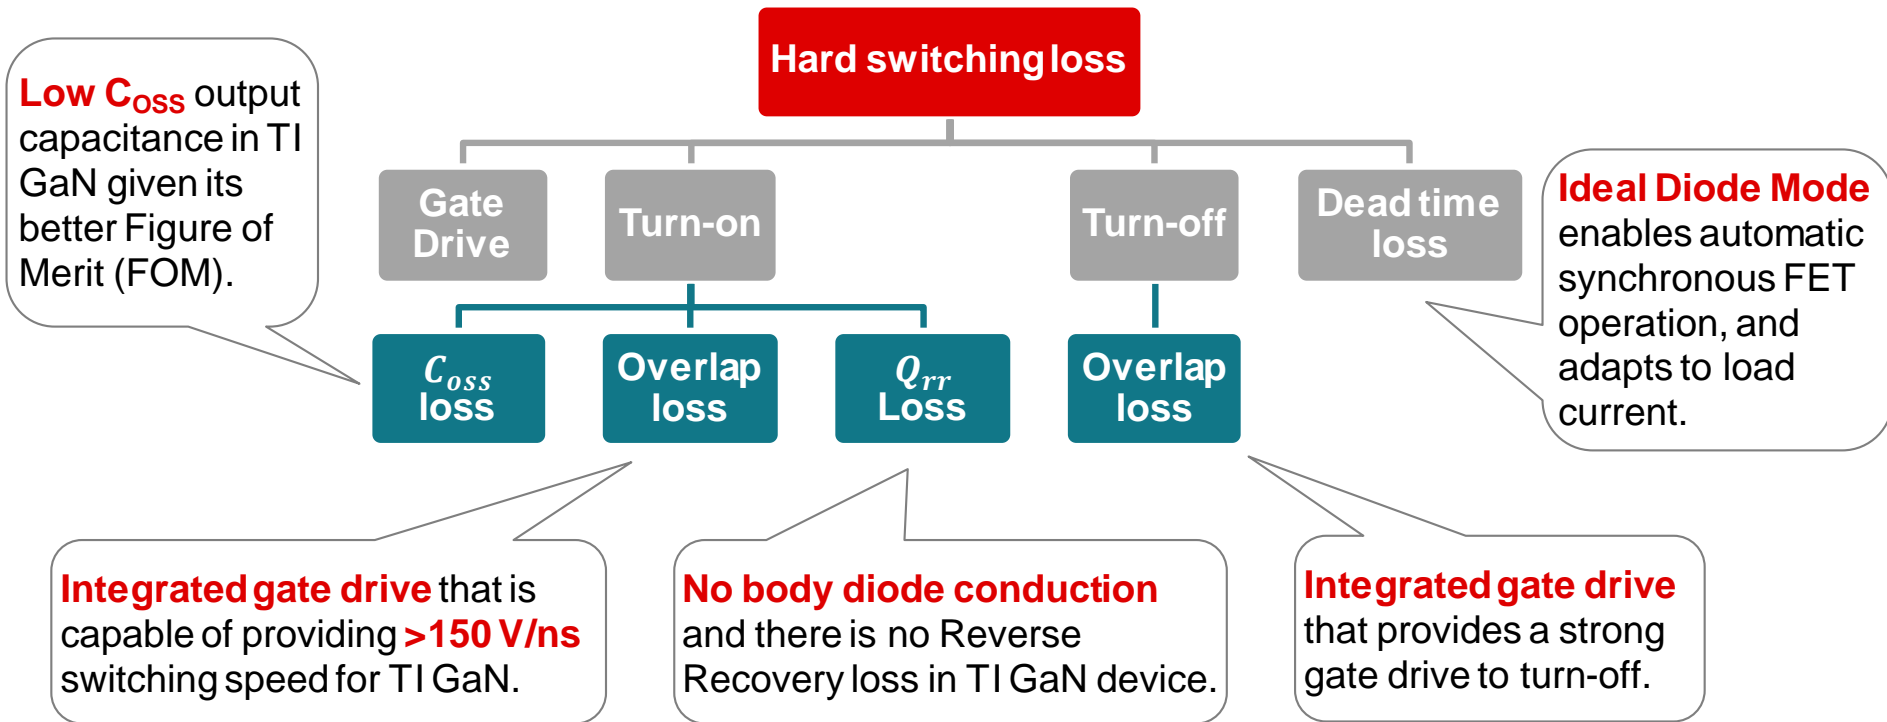 Hard switching loss
Low COSS output
capacitance in TI
GaN given its
better Figure of
Merit (FOM).
Gate
Drive
Turn-on
Turn-off
Dead time
loss
Ideal Diode Mode
enables automatic
synchronous FET
operation, and
adapts to load
current.
Coss
loss
Overlap
loss
Qrr
Loss
Overlap
loss
Integrated gate drive that is
capable of providing >150 V/ns
switching speed for TI GaN.
No body diode conduction
and there is no Reverse
Recovery loss in TI GaN device.
Integrated gate drive
that provides a strong
gate drive to turn-off.